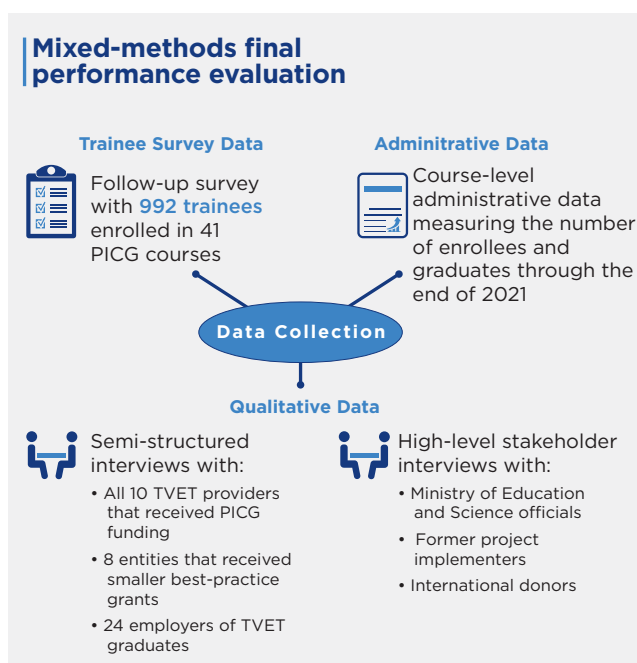 Mixed-methods final
performance evaluation
Trainee Survey Data
Follow-up survey
with 992 trainees
enrolled in 41
PICG courses
Adminitrative Data
Course-level
administrative data
measuring the number
of enrollees and
graduates through the
end of 2021
Data Collection
Qualitative Data
Semi-structured
interviews with:
• All 10 TVET providers
that received PICG
funding
• 8 entities that received
smaller best-practice
grants
• 24 employers of TVET
graduates
High-level stakeholder
interviews with:
• Ministry of Education
and Science officials
• Former project
implementers
• International donors